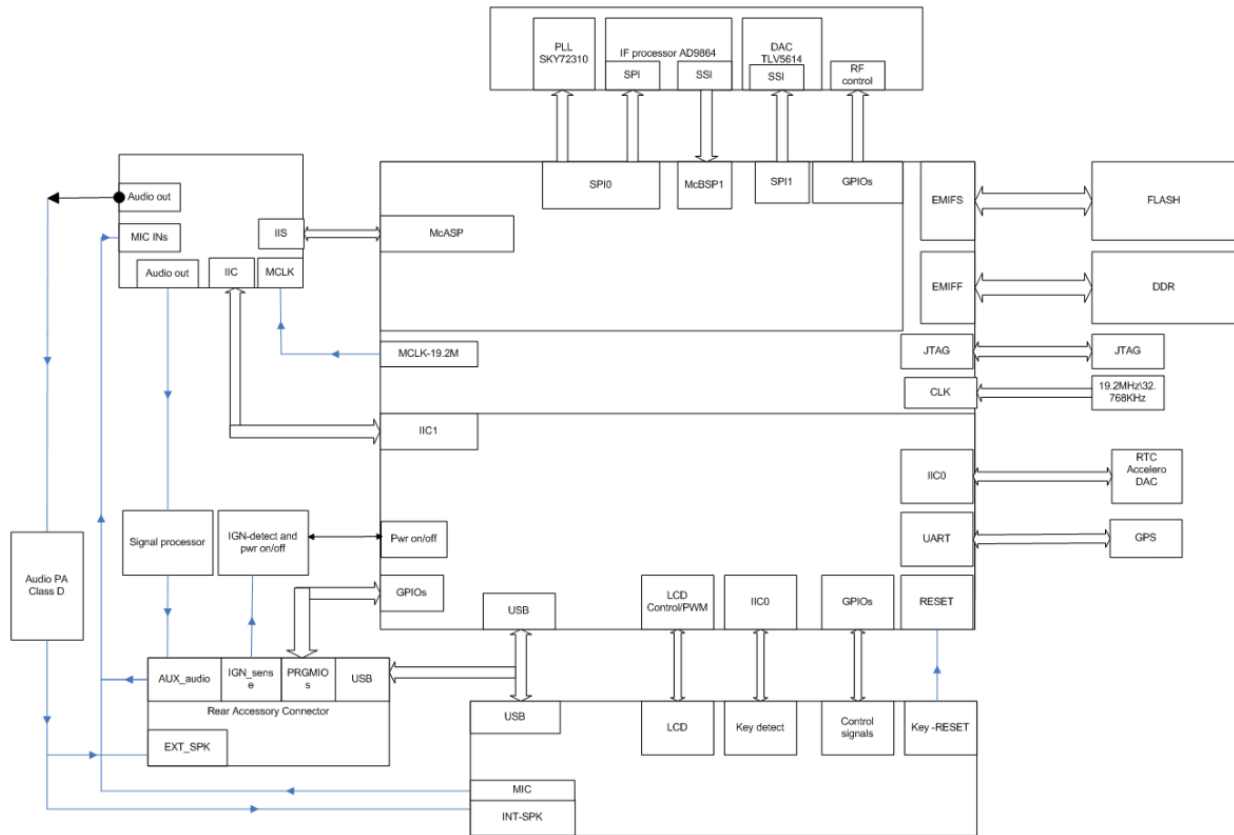 PLL
SKY72310
IF processor AD9864
SPI
SSI
DAC
TLV5614
SSI
RF
control
SPI0
McBSP1
SPI1
GPIOs
Audio out
MIC INs
IIS
Audio out
IIC
MCLK
McASP
EMIFS
FLASH
EMIFF
DDR
MCLK-19.2M
JTAG
JTAG
CLK
19.2MHz\32.
768KHz
IIC1
IIC0
RTC
Accelero
DAC
Signal processor
IGN-detect and
pwr on/off
Pwr on/off
UART
GPS
Audio PA
Class D
GPIOs
USB
LCD
Control/PWM
IIC0
GPIOs
RESET
AUX_audio
IGN_sens
e
PRGMIO
s
USB
Rear Accessory Connector
EXT_SPK
USB
LCD
Key detect
Control
signals
Key -RESET
MIC
INT-SPK